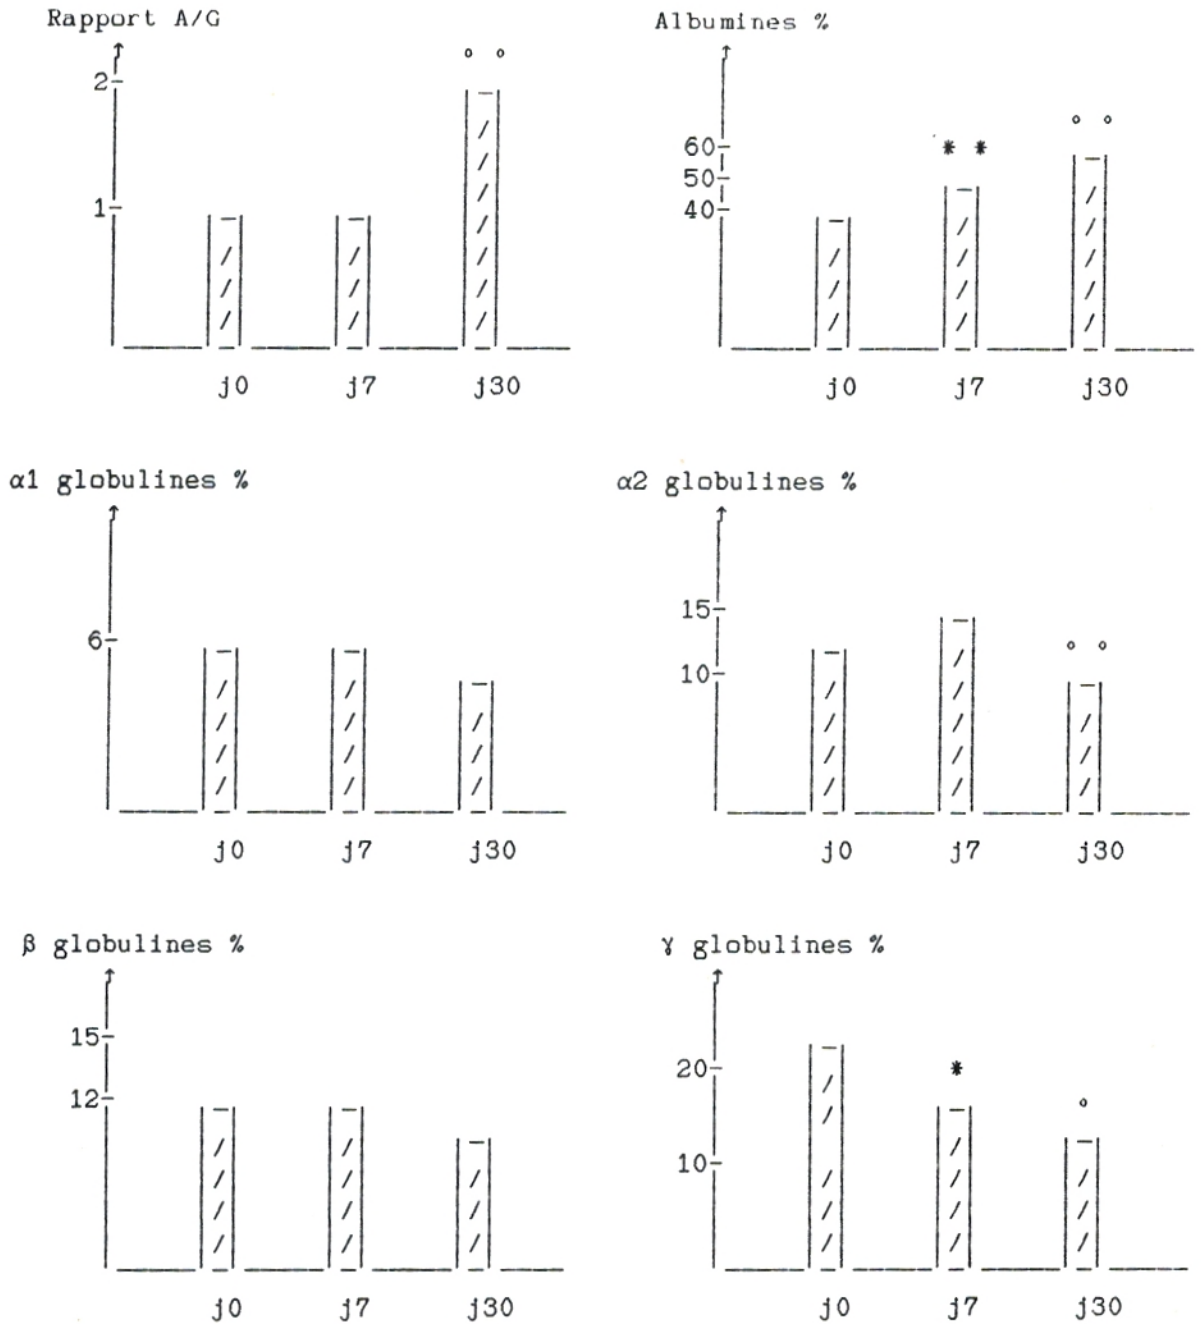 Rapport A/G
2
1
° °
j0 j7 j30
Albumines %
60
50
40
* *
° °
j0 j7 j30
α1 globulines %
6
j0 j7 j30
α2 globulines %
15
10
° °
j0 j7 j30
β globulines %
15
12
j0 j7 j30
γ globulines %
20
10
*
°
j0 j7 j30